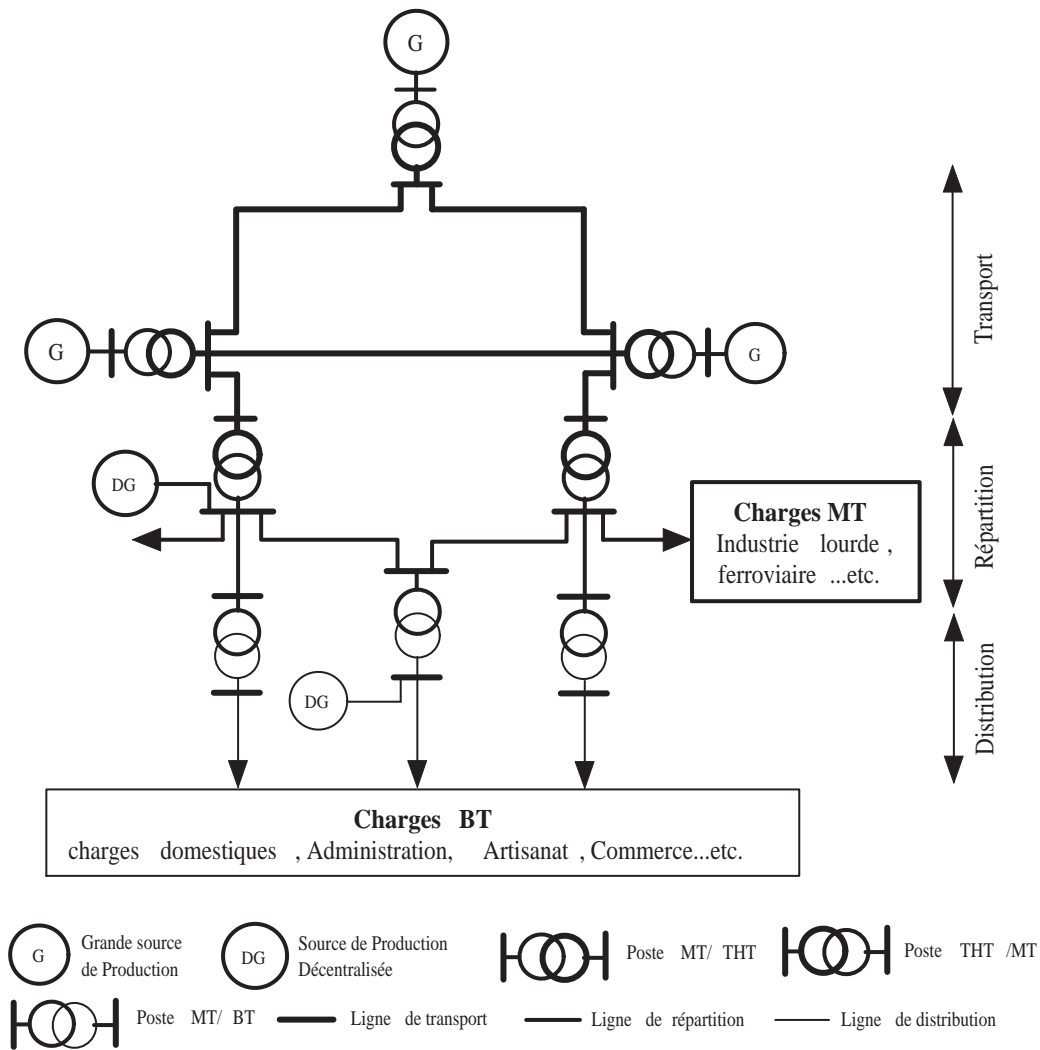 G
Transport
G
G
DG
Répartition
Charges MT
Industrie lourde ,
ferroviaire ...etc.
Distribution
DG
Charges BT
charges domestiques , Administration, Artisanat , Commerce...etc.
G
Grande source
de Production
DG
Source de Production
Décentralisée
Poste MT/ THT
Poste THT /MT
Poste MT/ BT
Ligne de transport
Ligne de répartition
Ligne de distribution